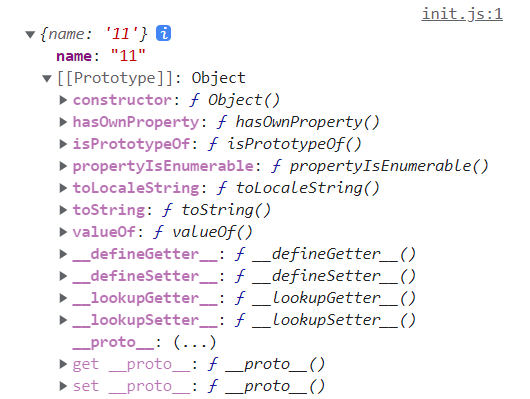 init.js:1
▼ {name: '11'} i
name: "11"
▼ [[Prototype]]: Object
▶ constructor: ƒ Object()
▶ hasOwnProperty: ƒ hasOwnProperty()
▶ isPrototypeOf: ƒ isPrototypeOf()
▶ propertyIsEnumerable: ƒ propertyIsEnumerable()
▶ toLocaleString: ƒ toLocaleString()
▶ toString: ƒ toString()
▶ valueOf: ƒ valueOf()
▶ __defineGetter__: ƒ __defineGetter__()
▶ __defineSetter__: ƒ __defineSetter__()
▶ __lookupGetter__: ƒ __lookupGetter__()
▶ __lookupSetter__: ƒ __lookupSetter__()
__proto__: (...)
▶ get __proto__: ƒ __proto__()
▶ set __proto__: ƒ __proto__()